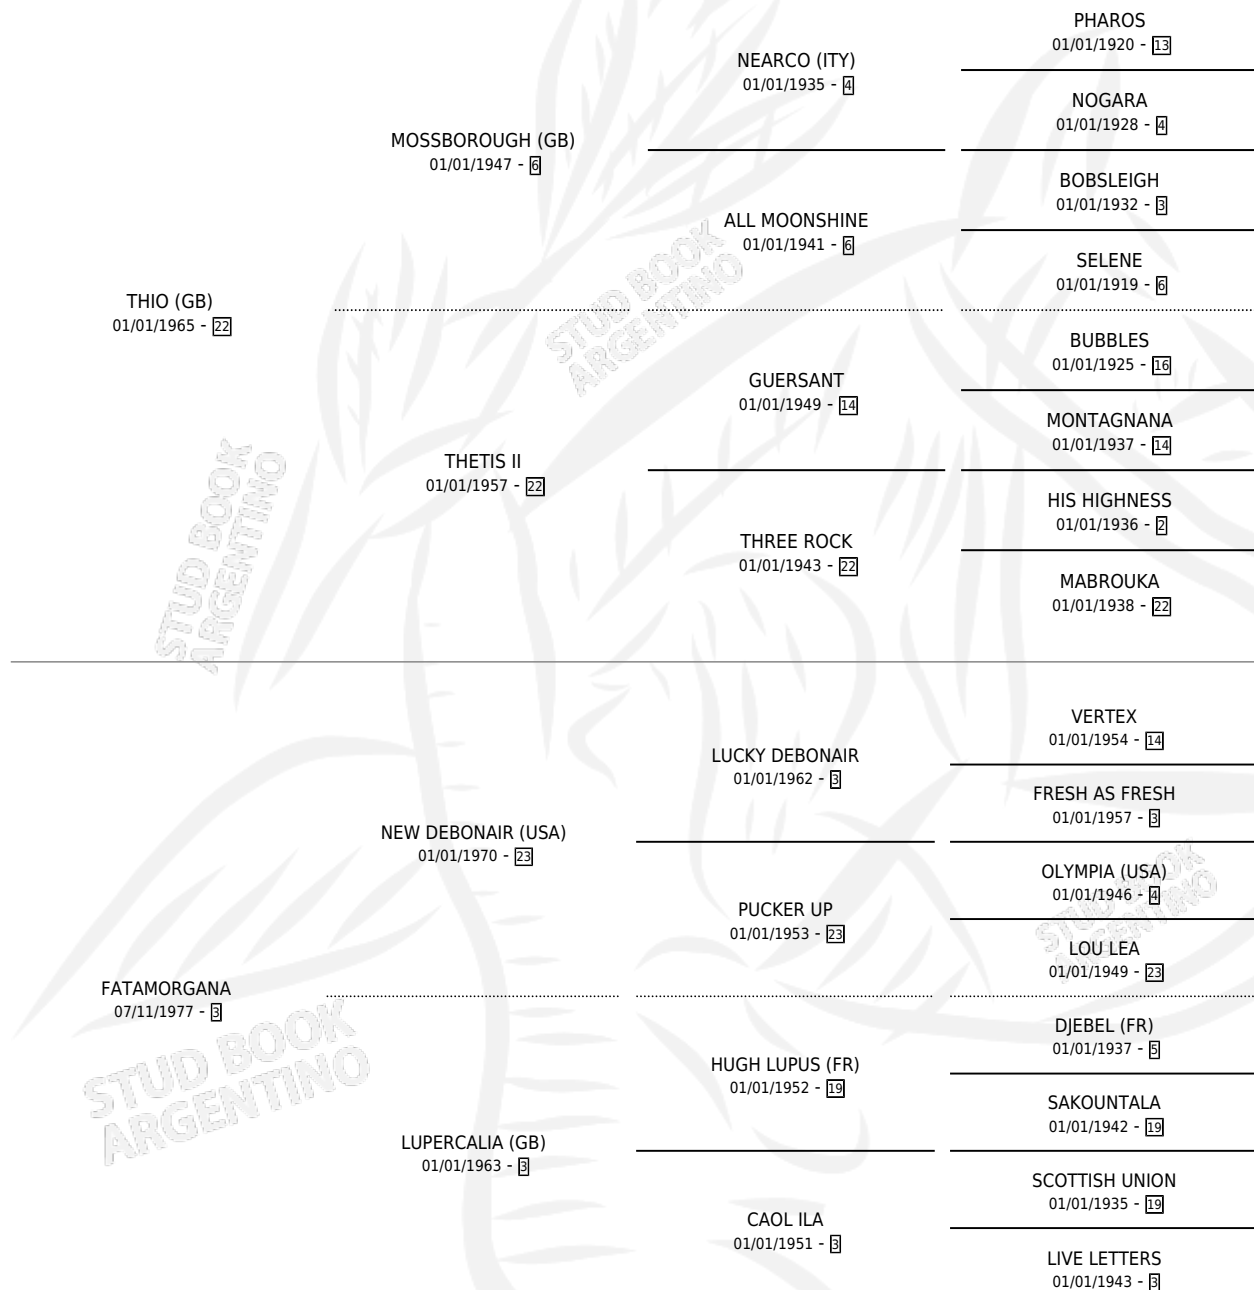 PHAROS
01/01/1920 - 13
NEARCO (ITY)
01/01/1935 - 4
NOGARA
01/01/1928 - 4
MOSSBOROUGH (GB)
01/01/1947 - 6
BOBSLEIGH
01/01/1932 - 3
ALL MOONSHINE
01/01/1941 - 6
SELENE
01/01/1919 - 6
THIO (GB)
01/01/1965 - 22
BUBBLES
01/01/1925 - 16
GUERSANT
01/01/1949 - 14
MONTAGNANA
01/01/1937 - 14
THETIS II
01/01/1957 - 22
HIS HIGHNESS
01/01/1936 - 2
THREE ROCK
01/01/1943 - 22
MABROUKA
01/01/1938 - 22
VERTEX
01/01/1954 - 14
LUCKY DEBONAIR
01/01/1962 - 3
FRESH AS FRESH
01/01/1957 - 3
NEW DEBONAIR (USA)
01/01/1970 - 23
OLYMPIA (USA)
01/01/1946 - 4
PUCKER UP
01/01/1953 - 23
LOU LEA
01/01/1949 - 23
FATAMORGANA
07/11/1977 - 3
DJEBEL (FR)
01/01/1937 - 5
HUGH LUPUS (FR)
01/01/1952 - 19
SAKOUNTALA
01/01/1942 - 19
LUPERCALIA (GB)
01/01/1963 - 3
SCOTTISH UNION
01/01/1935 - 19
CAOL ILA
01/01/1951 - 3
LIVE LETTERS
01/01/1943 - 3
STUD BOOK
ARGENTINO
STUD BOOK
ARGENTINO
STUD BOOK
ARGENTINO
STUD BOOK
ARGENTINO